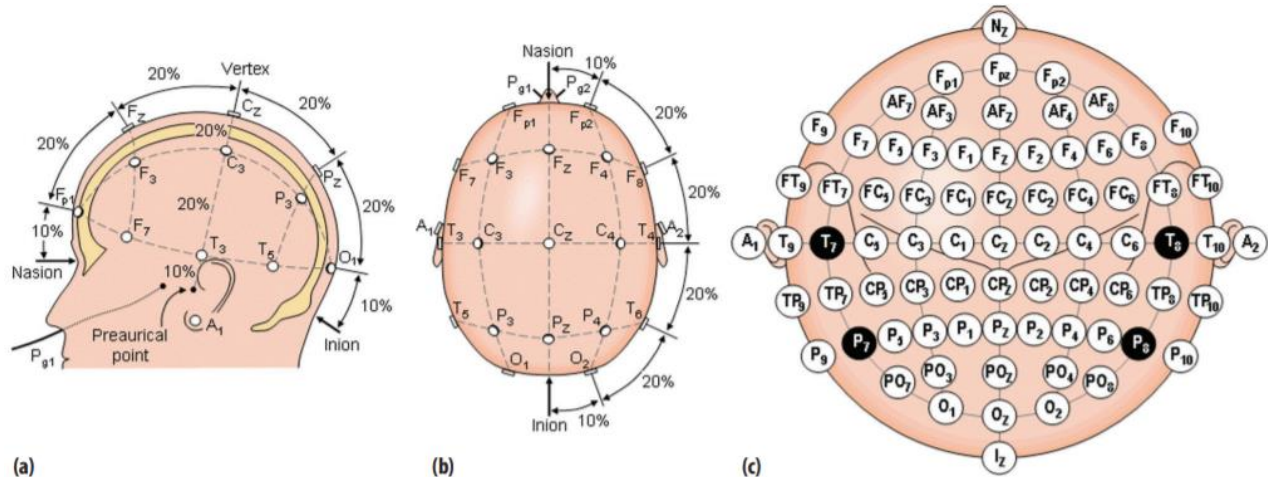 20%
Vertex
20%
Fz
Cz
20%
20%
Pz
F3
C3
Fp1
20%
P3
20%
10%
F7
T3
T5
O1
Nasion
10%
10%
A1
Preaurical
point
Inion
Pg1
(a)
Nasion
10%
Pg1
Pg2
Fp1
Fp2
20%
F7
F3
Fz
F4
F8
20%
A1
T3
C3
Cz
C4
T4
A2
20%
T5
P3
Pz
P4
T6
O1
O2
20%
10%
Inion
(b)
Nz
Fp1 Fpz Fp2
AF7 AF3 AFz AF4 AF8
F9 F7 F5 F3 F1 Fz F2 F4 F6 F8 F10
FT9 FT7 FC5 FC3 FC1 FCz FC2 FC4 FC6 FT8 FT10
A1 T9 T7 C5 C3 C1 Cz C2 C4 C6 T8 T10 A2
TP9 TP7 CP5 CP3 CP1 CPz CP2 CP4 CP6 TP8 TP10
P9 P7 P5 P3 P1 Pz P2 P4 P6 P8 P10
PO7 PO3 POz PO4 PO8
O1 Oz O2
Iz
(c)